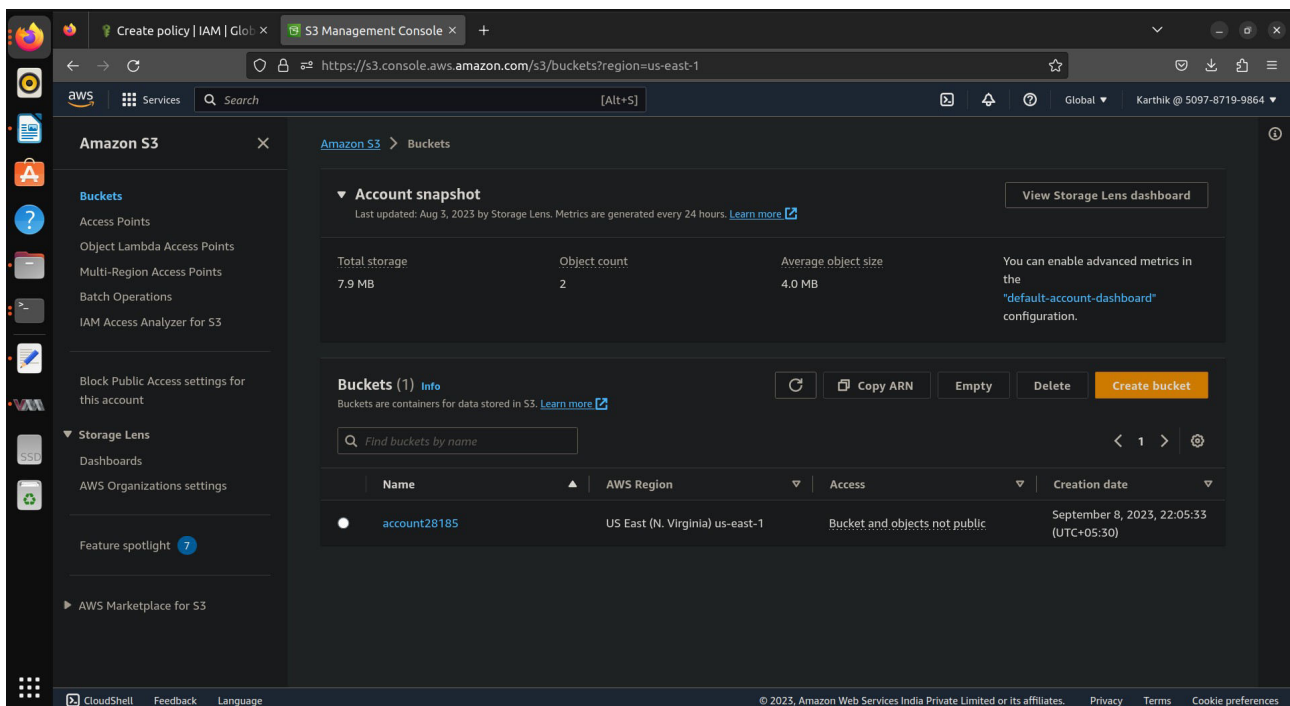 Create policy | IAM | Glob
S3 Management Console
https://s3.console.aws.amazon.com/s3/buckets?region=us-east-1
aws
Services
Search
[Alt+S]
Global
Karthik @ 5097-8719-9864
Amazon S3
Buckets
Access Points
Object Lambda Access Points
Multi-Region Access Points
Batch Operations
IAM Access Analyzer for S3
Block Public Access settings for
this account
Storage Lens
Dashboards
AWS Organizations settings
Feature spotlight 7
AWS Marketplace for S3
Amazon S3 > Buckets
Account snapshot
Last updated: Aug 3, 2023 by Storage Lens. Metrics are generated every 24 hours. Learn more
View Storage Lens dashboard
Total storage
7.9 MB
Object count
2
Average object size
4.0 MB
You can enable advanced metrics in
the
"default-account-dashboard"
configuration.
Buckets (1) Info
Buckets are containers for data stored in S3. Learn more
Copy ARN
Empty
Delete
Create bucket
Find buckets by name
1
Name
AWS Region
Access
Creation date
account28185
US East (N. Virginia) us-east-1
Bucket and objects not public
September 8, 2023, 22:05:33
(UTC+05:30)
SSD
CloudShell
Feedback
Language
© 2023, Amazon Web Services India Private Limited or its affiliates.
Privacy
Terms
Cookie preferences